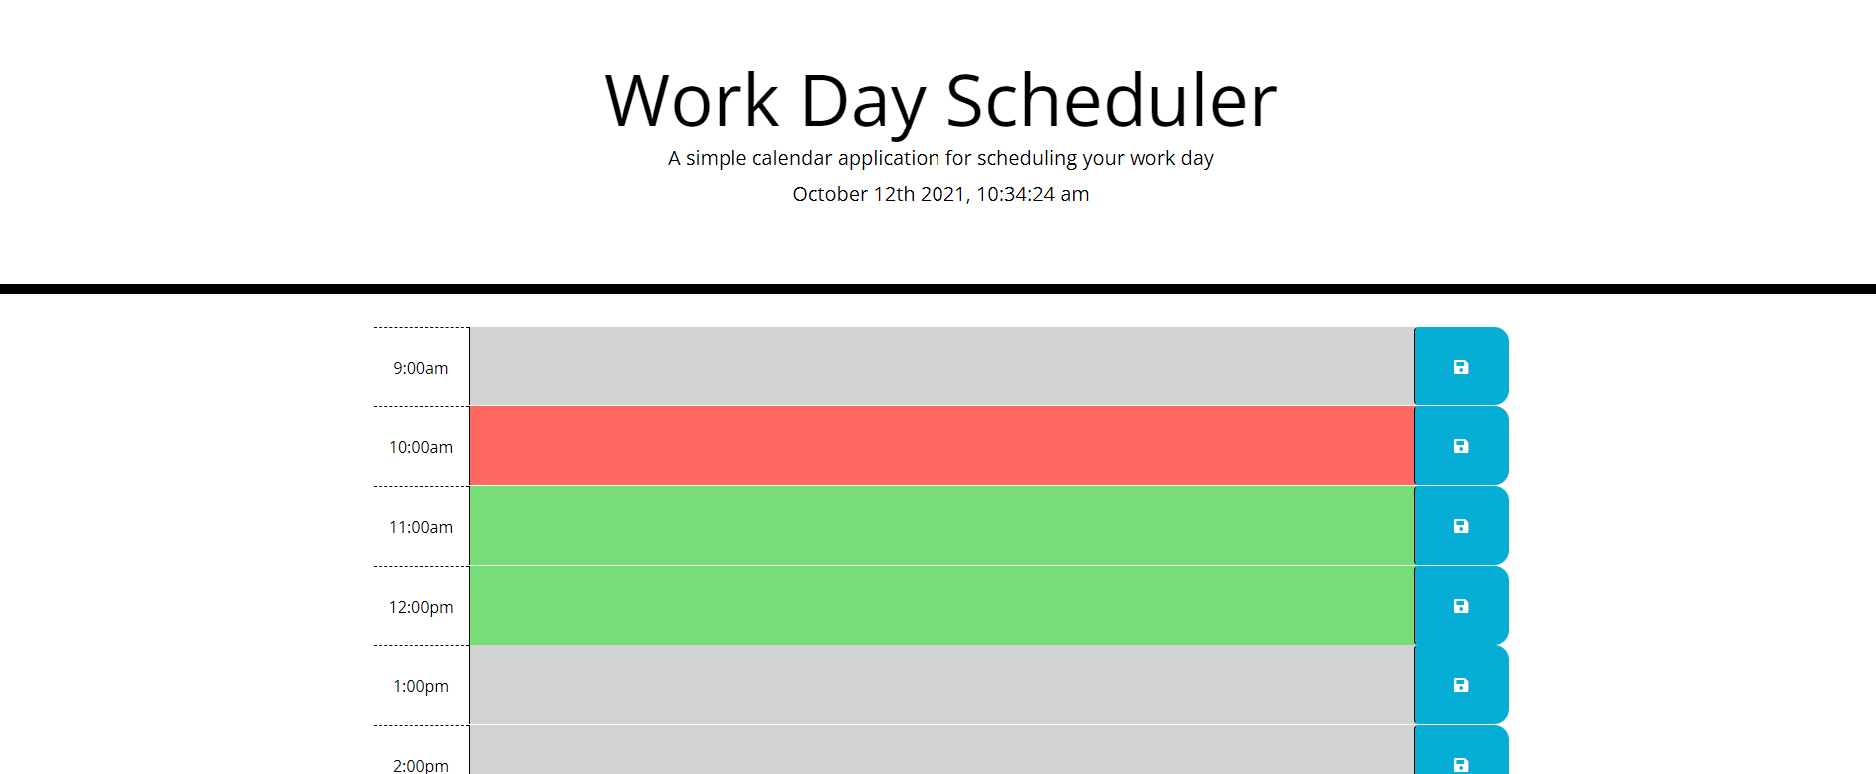 Work Day Scheduler
A simple calendar application for scheduling your work day
October 12th 2021, 10:34:24 am
9:00am
10:00am
11:00am
12:00pm
1:00pm
2:00pm